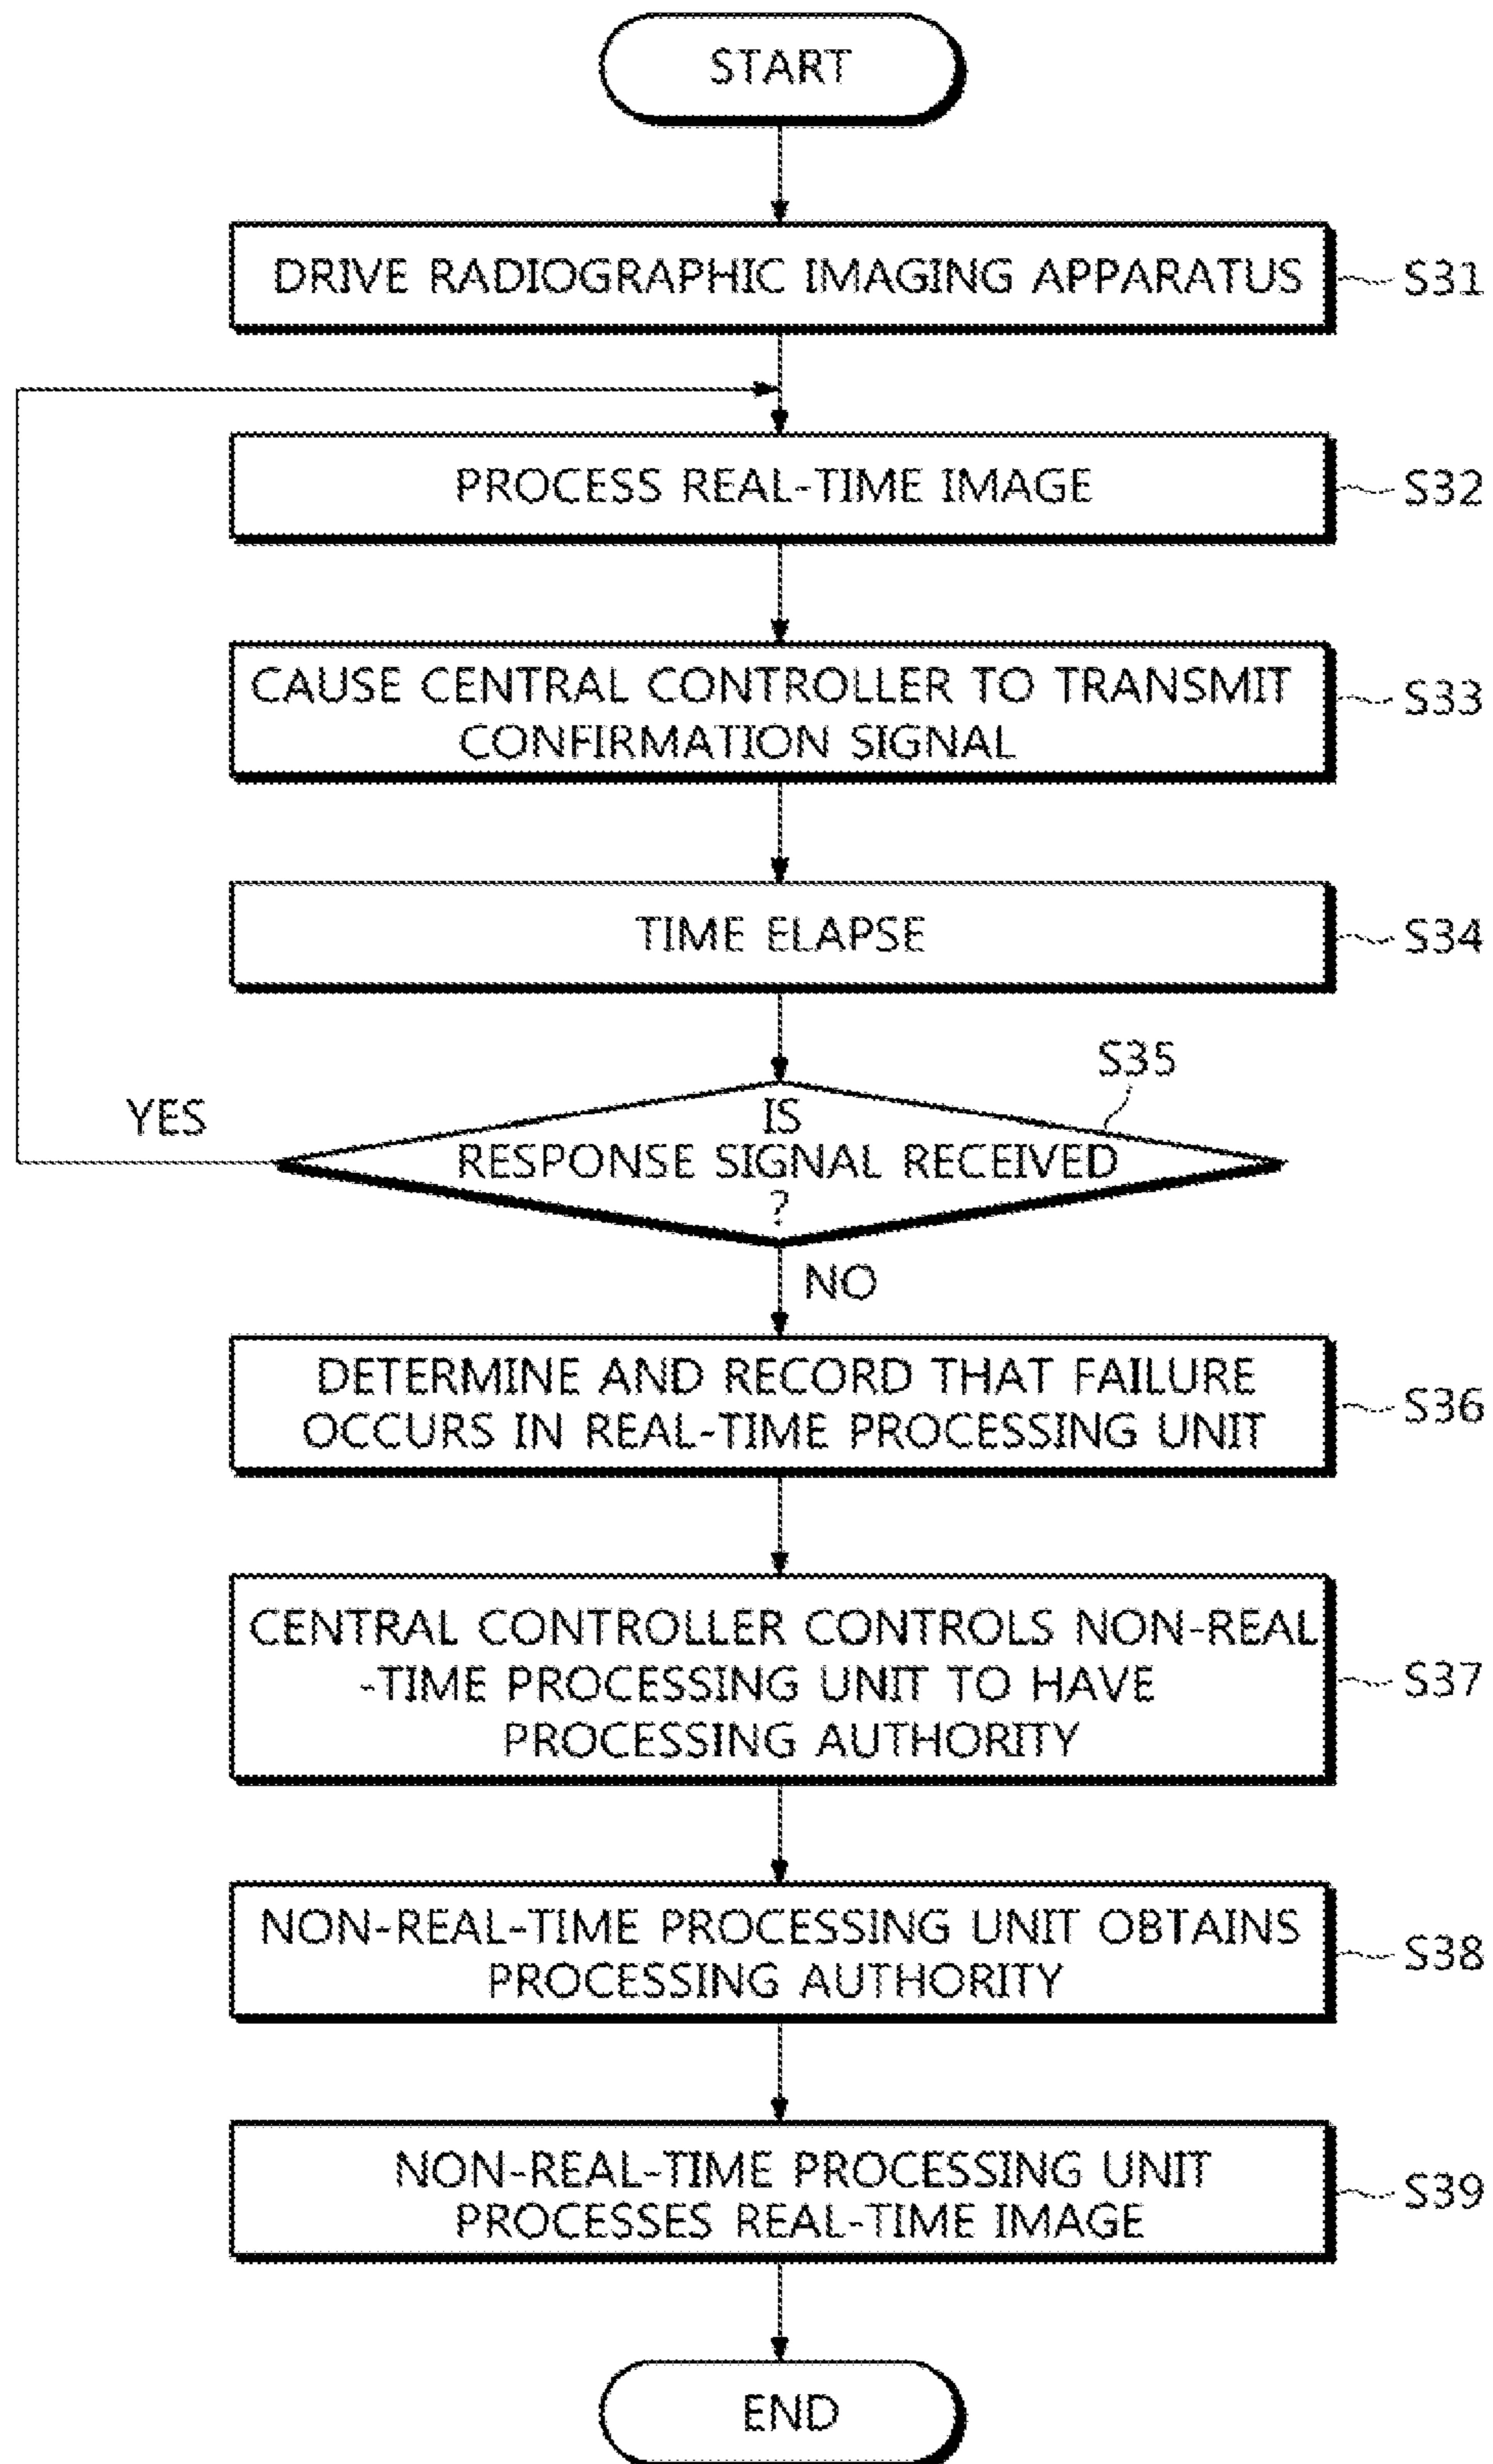 START
DRIVE RADIOGRAPHIC IMAGING APPARATUS
S31
PROCESS REAL-TIME IMAGE
S32
CAUSE CENTRAL CONTROLLER TO TRANSMIT
CONFIRMATION SIGNAL
S33
TIME ELAPSE
S34
S35
YES
IS
RESPONSE SIGNAL RECEIVED
?
NO
DETERMINE AND RECORD THAT FAILURE
OCCURS IN REAL-TIME PROCESSING UNIT
S36
CENTRAL CONTROLLER CONTROLS NON-REAL
-TIME PROCESSING UNIT TO HAVE
PROCESSING AUTHORITY
S37
NON-REAL-TIME PROCESSING UNIT OBTAINS
PROCESSING AUTHORITY
S38
NON-REAL-TIME PROCESSING UNIT
PROCESSES REAL-TIME IMAGE
S39
END